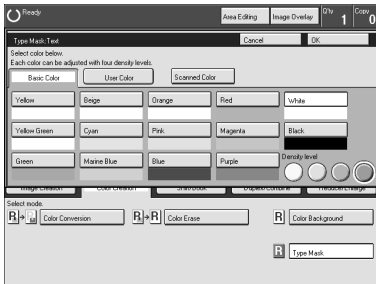 Ready
Area Editing
Image Overlay
Q'ty
1
Copy
0
Type Mask:Text
Cancel
OK
Select color below.
Each color can be adjusted with four density levels.
Basic Color
User Color
Scanned Color
Yellow
Beige
Orange
Red
White
Yellow Green
Cyan
Pink
Magenta
Black
Green
Marine Blue
Blue
Purple
Density level
Image Creation
Color Creation
Shift/Book
Duplex/Combine
Reduce/Enlarge
Select mode.
R
Color Conversion
R
R
Color Erase
R
Color Background
R
Type Mask